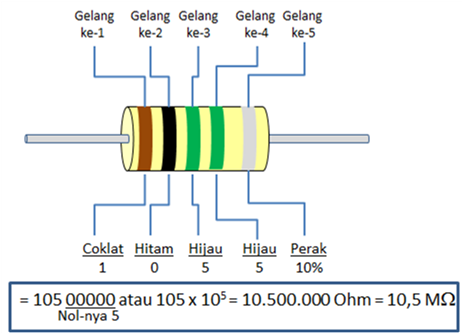 Gelang ke-1 Gelang ke-2 Gelang ke-3 Gelang ke-4 Gelang ke-5
Coklat Hitam Hijau Hijau Perak
1 0 5 5 10%
= 105 00000 atau 105 x 10⁵ = 10.500.000 Ohm = 10,5 MΩ
Nol-nya 5